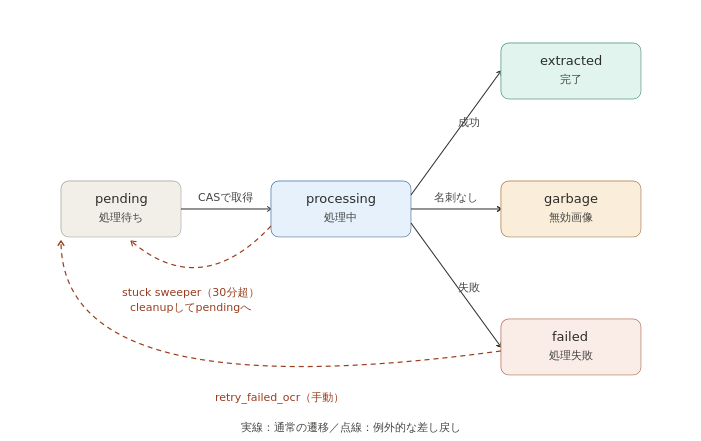 extracted
完了
成功
pending
処理待ち
CASで取得
processing
処理中
名刺なし
garbage
無効画像
stuck sweeper（30分超）
cleanupしてpendingへ
失敗
failed
処理失敗
retry_failed_ocr（手動）
実線：通常の遷移／点線：例外的な差し戻し